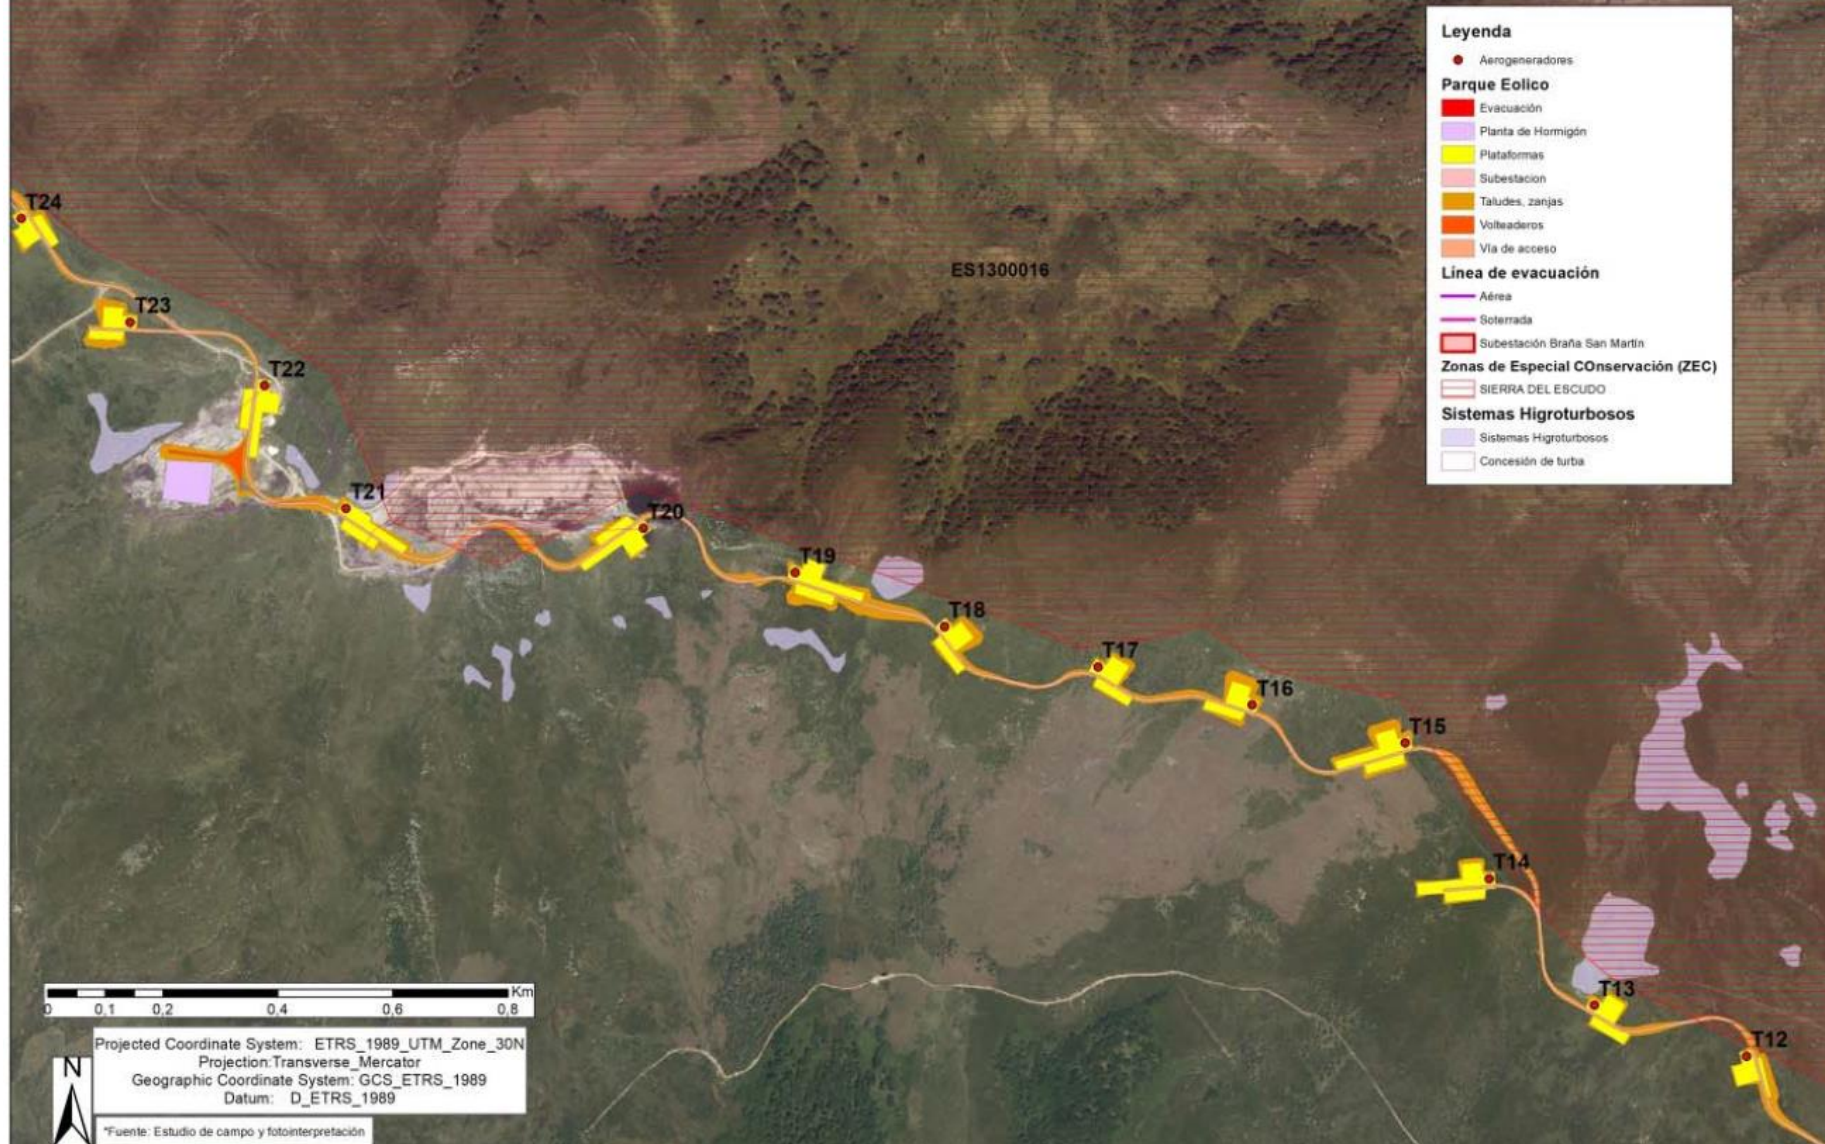 Leyenda
Aerogeneradores
Parque Eolico
Evacuación
Planta de Hormigón
Plataformas
Subestacion
Taludes, zanjas
Volteaderos
Vía de acceso
Línea de evacuación
Aérea
Soterrada
Subestación Braña San Martín
Zonas de Especial COnservación (ZEC)
SIERRA DEL ESCUDO
Sistemas Higroturbosos
Sistemas Higroturbosos
Concesión de turba
T24
ES1300016
T23
T22
T21
T20
T19
T18
T17
T16
T15
T14
T13
T12
Km
0 0,1 0,2 0,4 0,6 0,8
Projected Coordinate System: ETRS_1989_UTM_Zone_30N
Projection:Transverse_Mercator
Geographic Coordinate System: GCS_ETRS_1989
Datum: D_ETRS_1989
N
*Fuente: Estudio de campo y fotointerpretación